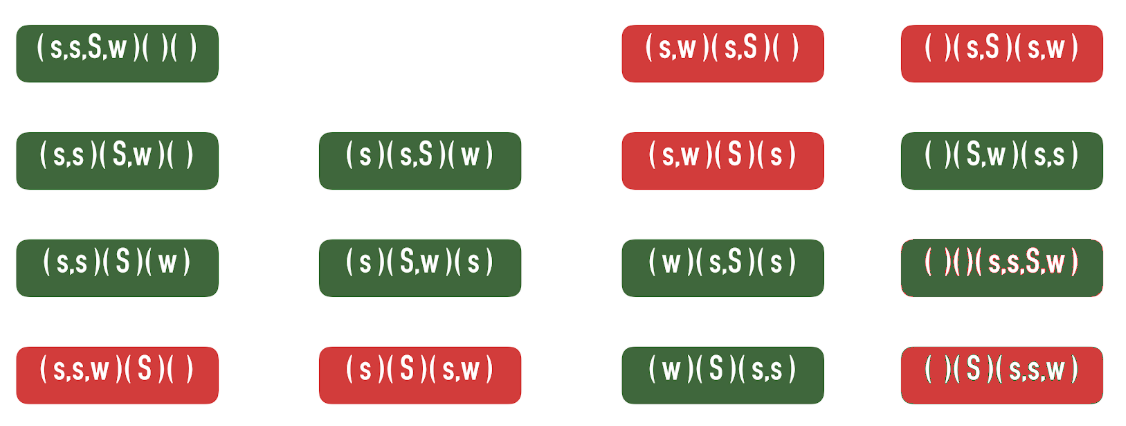 ( s,s,S,w )( )( )
( s,w )( s,S )( )
( )( s,S )( s,w )
( s,s )( S,w )( )
( s )( s,S )( w )
( s,w )( S )( s )
( )( S,w )( s,s )
( s,s )( S )( w )
( s )( S,w )( s )
( w )( s,S )( s )
( )( )( s,s,S,w )
( s,s,w )( S )( )
( s )( S )( s,w )
( w )( S )( s,s )
( )( S )( s,s,w )